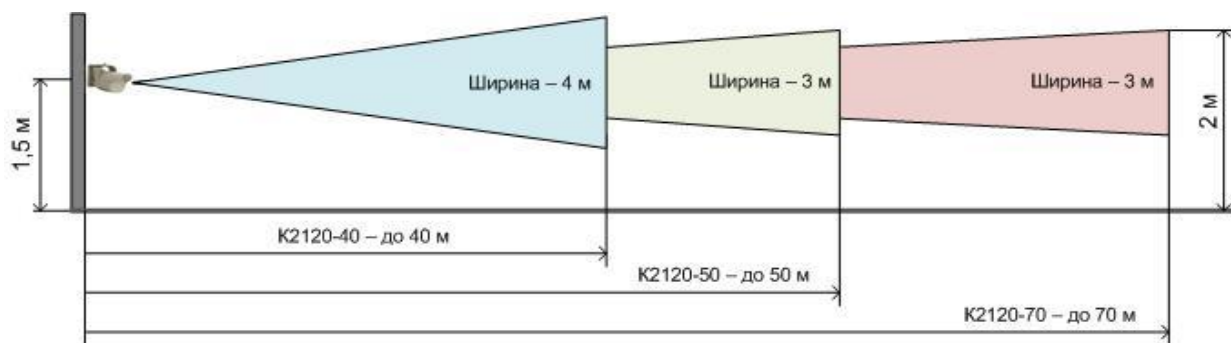 Ширина – 4 м
Ширина – 3 м
Ширина – 3 м
1,5 м
2 м
К2120-40 – до 40 м
К2120-50 – до 50 м
К2120-70 – до 70 м